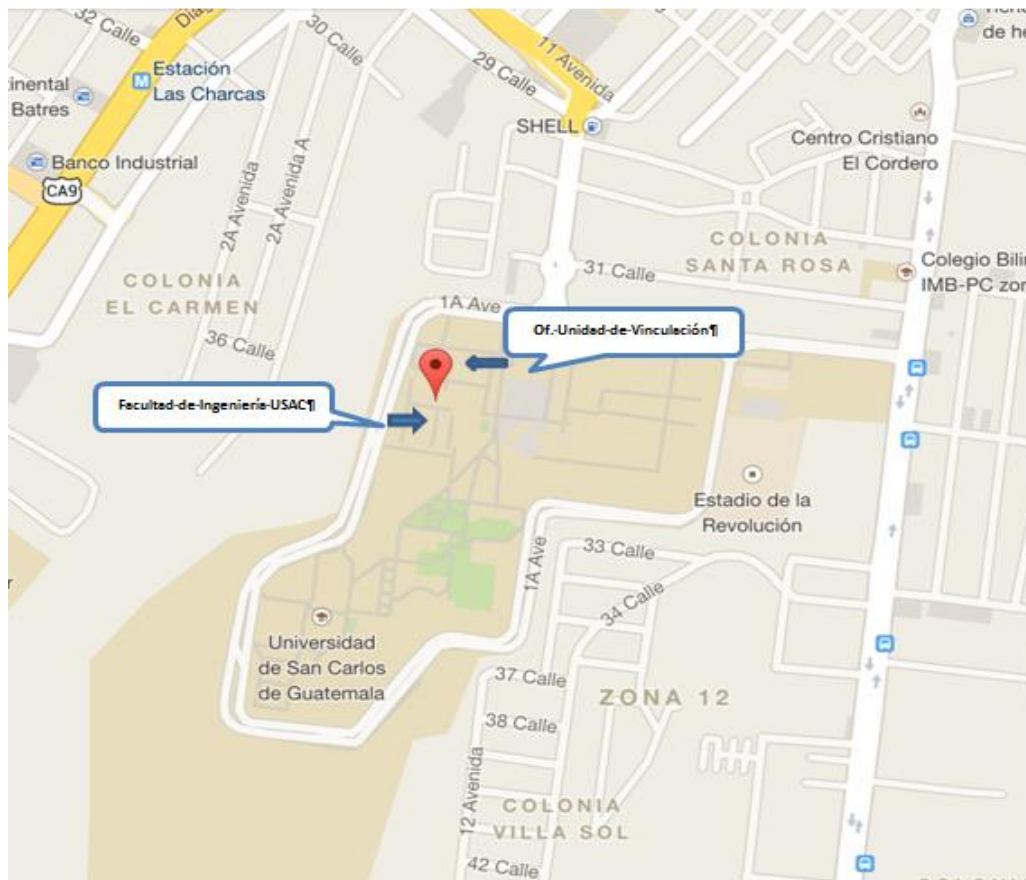 32 Calle
30 Calle
29 Calle
11 Avenida
de he
Estación
Las Charcas
M
inental
Batres
SHELL
Centro Cristiano
El Cordero
Banco Industrial
CA9
2A Avenida
2A Avenida A
COLONIA
SANTA ROSA
31 Calle
Colegio Bilin
IMB-PC zon
COLONIA
EL CARMEN
1A Ave
36 Calle
Of.-Unidad-de-Vinculación¶
Facultad-de-Ingeniería-USAC¶
Estadio de la
Revolución
33 Calle
1A Ave
34 Calle
Universidad
de San Carlos
de Guatemala
37 Calle
ZONA 12
38 Calle
12 Avenida
COLONIA
VILLA SOL
42 Calle